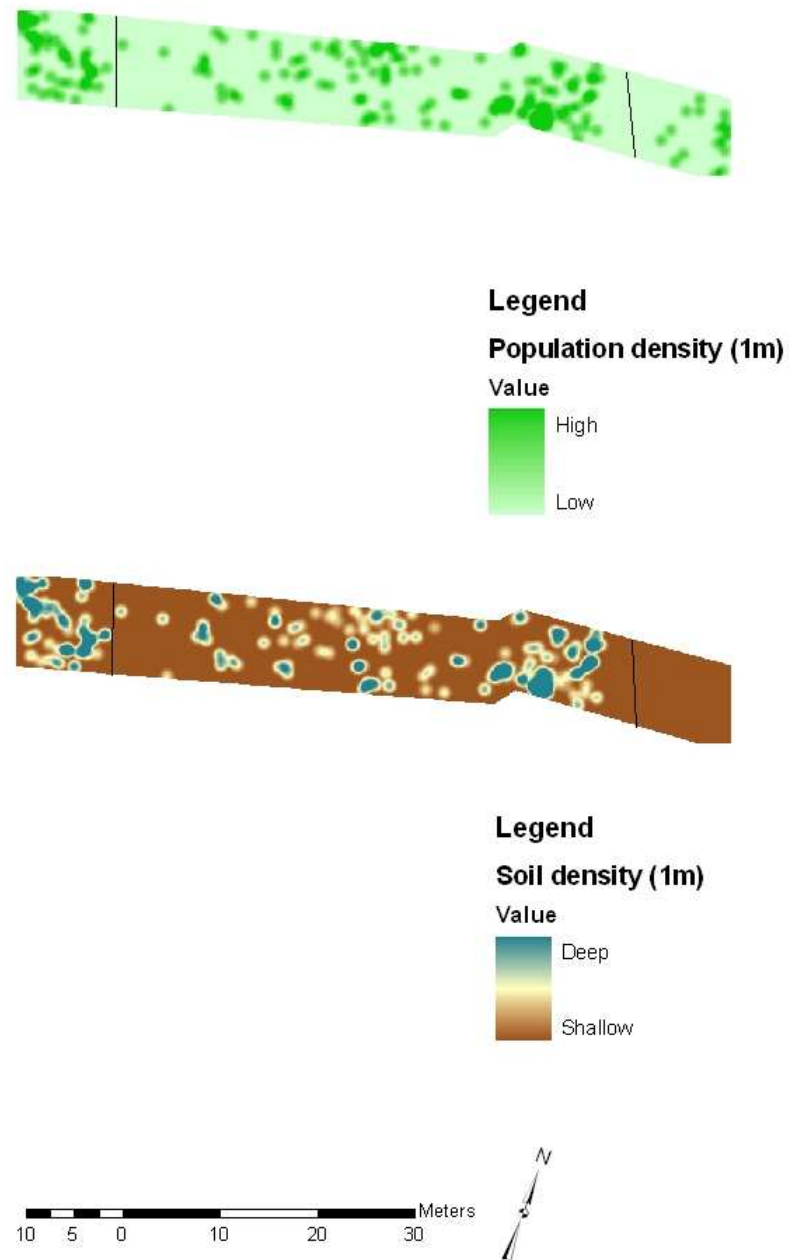 Legend
Population density (1m)
Value
High
Low
Legend
Soil density (1m)
Value
Deep
Shallow
N
Meters
10 5 0 10 20 30